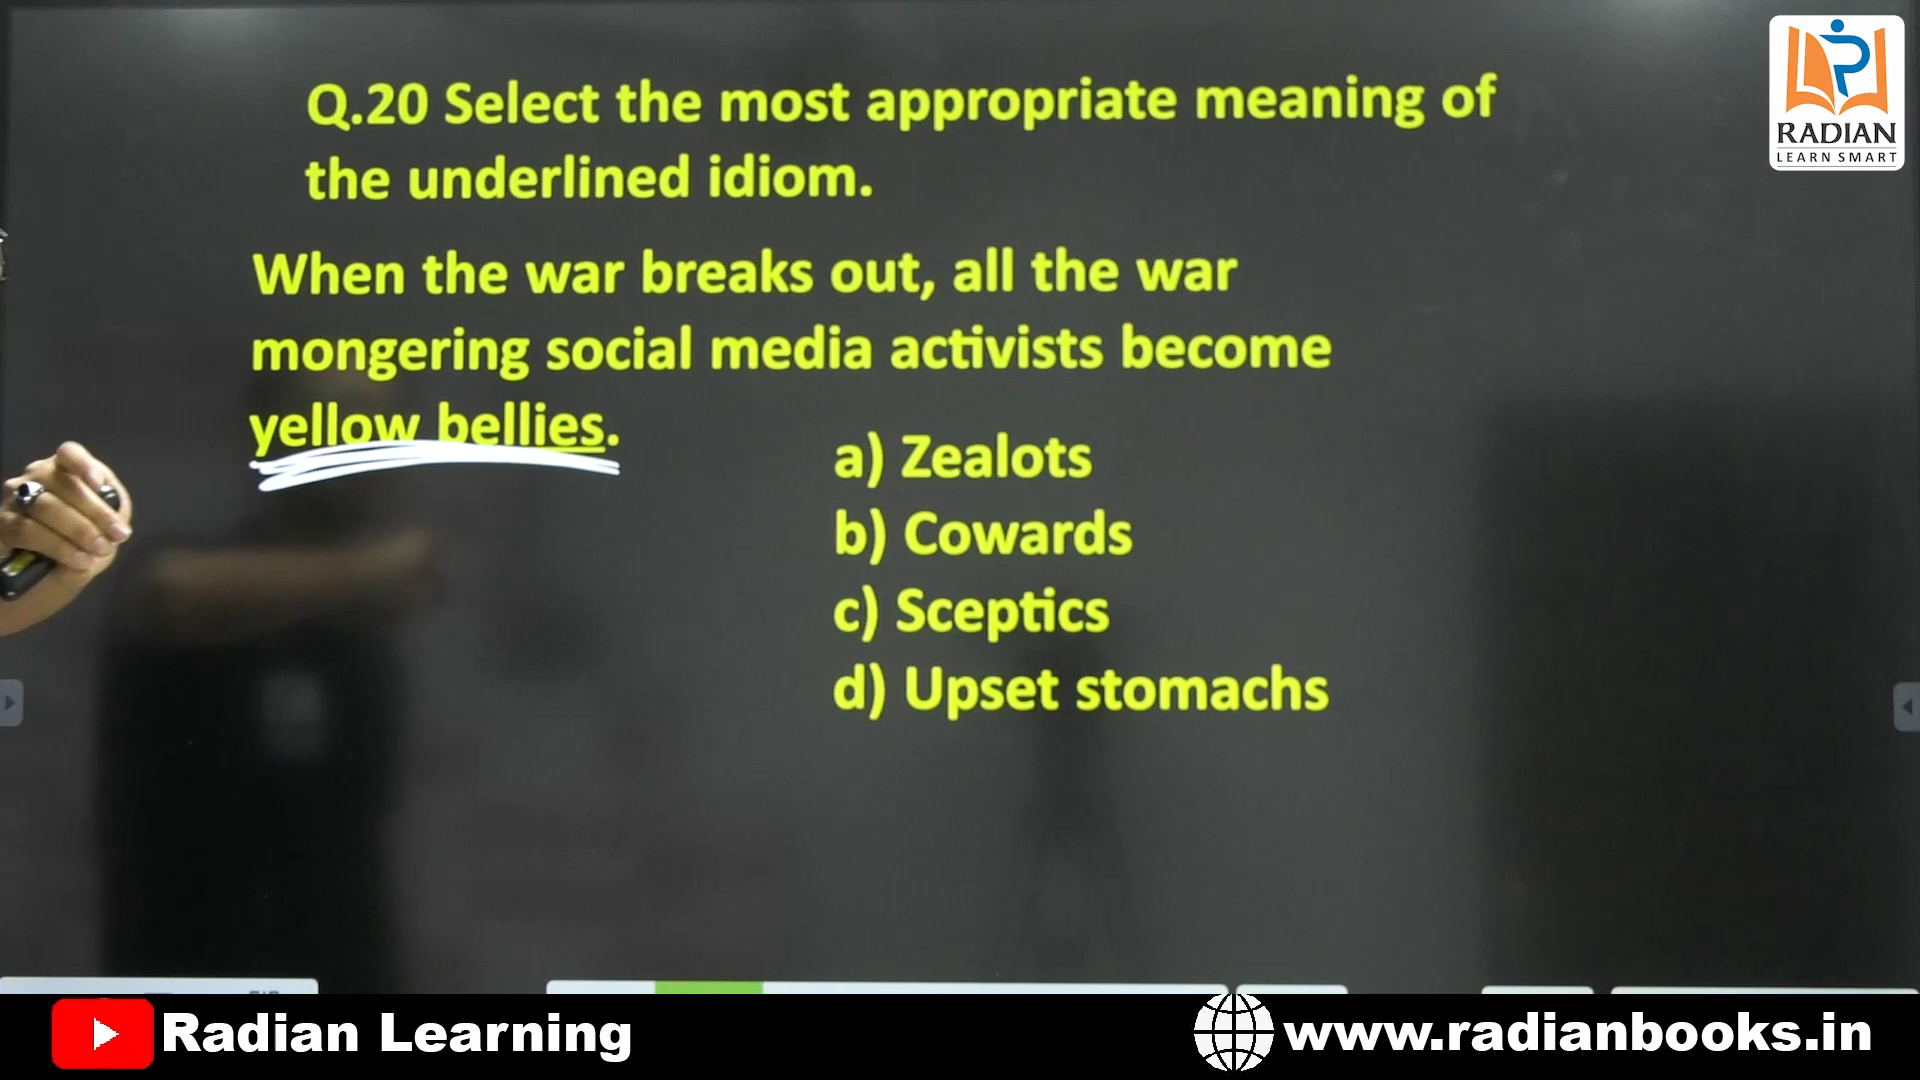 Q.20 Select the most appropriate meaning of
the underlined idiom.
When the war breaks out, all the war
mongering social media activists become
yellow bellies.
a) Zealots
b) Cowards
c) Sceptics
d) Upset stomachs
RADIAN
LEARN SMART
Radian Learning
www.radianbooks.in